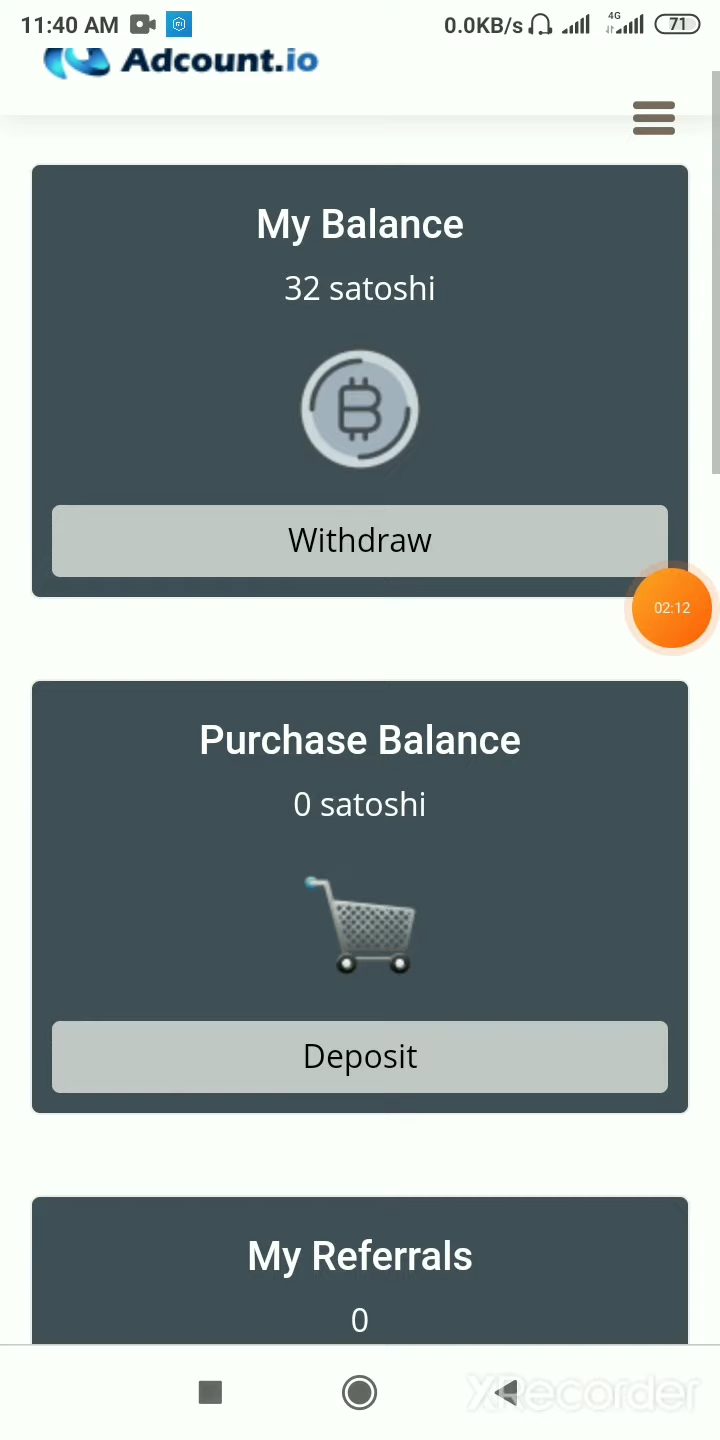 11:40 AM 0.0KB/s 4G 71
Adcount.io
My Balance
32 satoshi
Withdraw
02:12
Purchase Balance
0 satoshi
Deposit
My Referrals
0
XRecorder